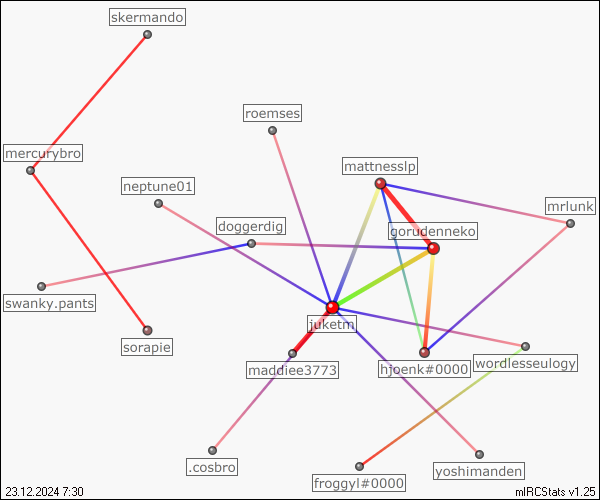 skermando
roemses
mercurybro
mattnesslp
neptune01
mrlunk
doggerdig
gorudenneko
swanky.pants
juketm
sorapie
maddiee3773
hjoenk#0000
wordlesseulogy
.cosbro
froggyl#0000
yoshimanden
23.12.2024 7:30
mIRCStats v1.25